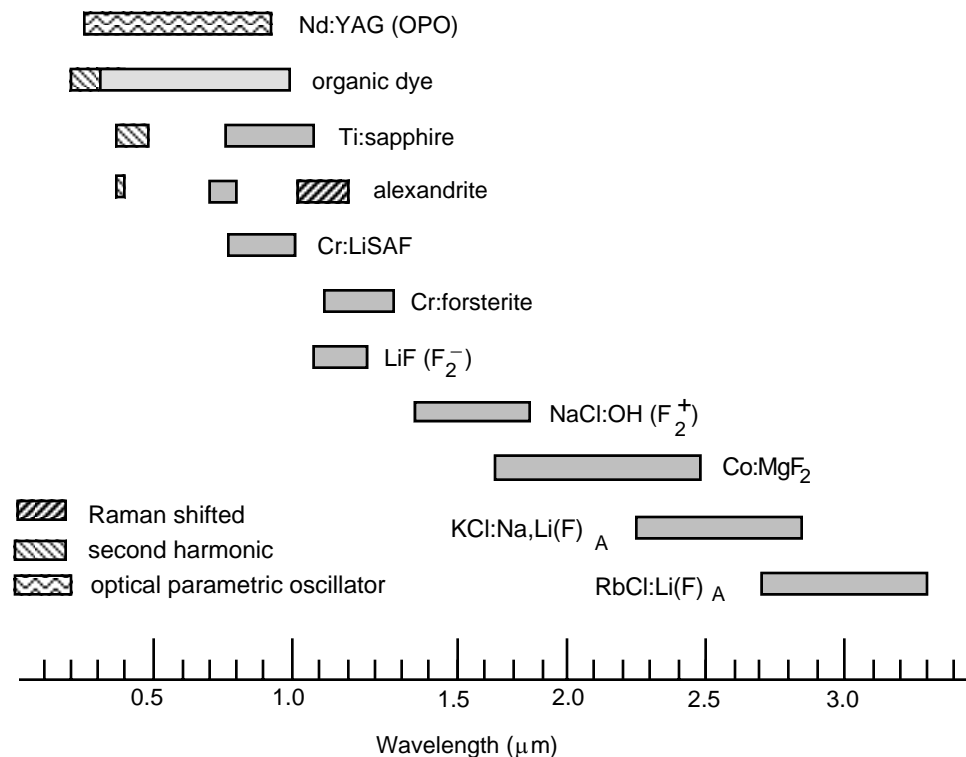 Nd:YAG (OPO)
organic dye
Ti:sapphire
alexandrite
Cr:LiSAF
Cr:forsterite
LiF (F₂⁻)
NaCl:OH (F₂⁺)
Co:MgF₂
Raman shifted
KCl:Na,Li(F) A
second harmonic
optical parametric oscillator
RbCl:Li(F) A
0.5 1.0 1.5 2.0 2.5 3.0
Wavelength (μm)